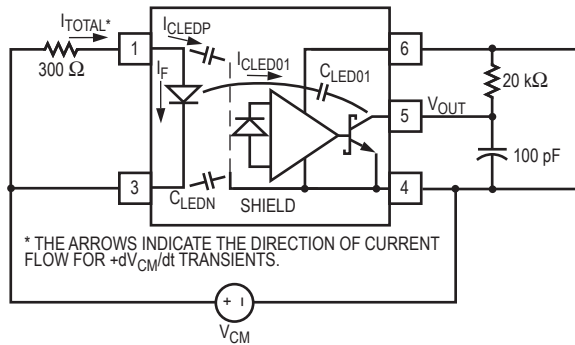 I_TOTAL*
300 Ω
1
I_CLEDP
I_CLED01
C_LED01
I_F
6
20 kΩ
5
V_OUT
100 pF
3
C_LEDN
SHIELD
4
* THE ARROWS INDICATE THE DIRECTION OF CURRENT
FLOW FOR +dV_CM/dt TRANSIENTS.
+ –
V_CM